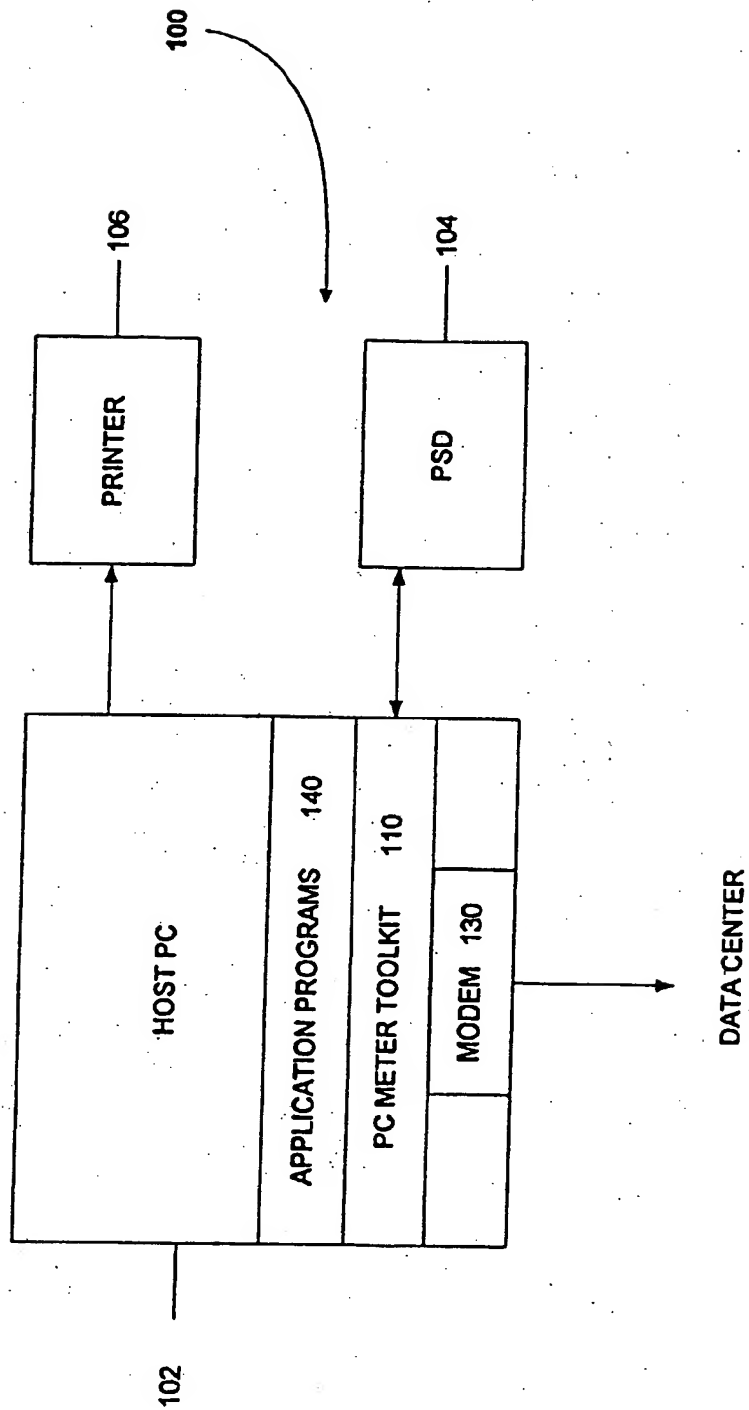 100
PRINTER
106
PSD
104
HOST PC
102
APPLICATION PROGRAMS 140
PC METER TOOLKIT 110
MODEM 130
DATA CENTER